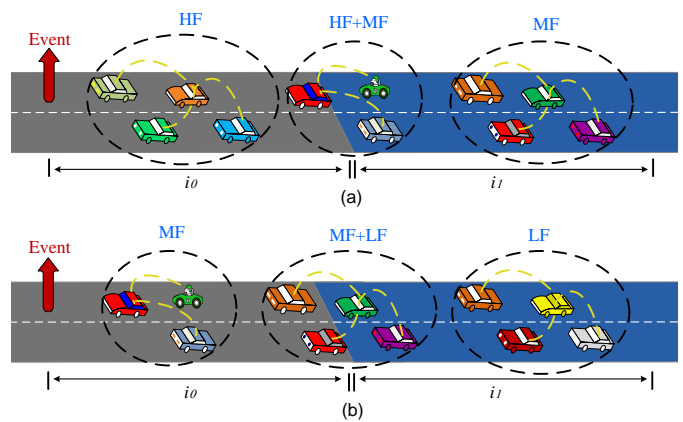 HF HF+MF MF
Event
i0 i1
(a)
MF MF+LF LF
Event
i0 i1
(b)